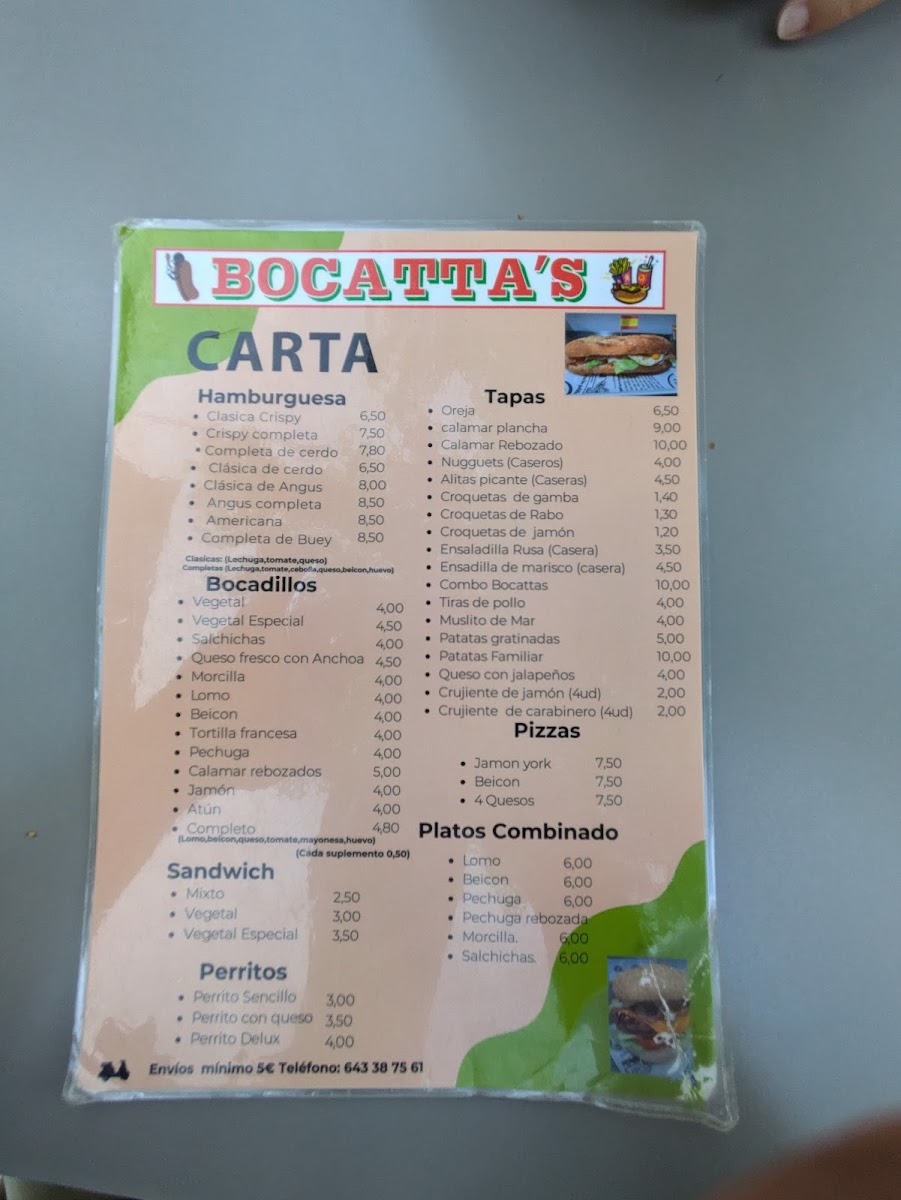 BOCATTA'S
CARTA
Hamburguesa
• Clasica Crispy 6,50
• Crispy completa 7,50
• Completa de cerdo 7,80
• Clásica de cerdo 6,50
• Clásica de Angus 8,00
• Angus completa 8,50
• Americana 8,50
• Completa de Buey 8,50
Clasicas: (Lechuga,tomate,queso)
Completas (Lechuga,tomate,cebolla,queso,beicon,huevo)
Bocadillos
• Vegetal 4,00
• Vegetal Especial 4,50
• Salchichas 4,00
• Queso fresco con Anchoa 4,50
• Morcilla 4,00
• Lomo 4,00
• Beicon 4,00
• Tortilla francesa 4,00
• Pechuga 4,00
• Calamar rebozados 5,00
• Jamón 4,00
• Atún 4,00
• Completo 4,80
(Lomo,beicon,queso,tomate,mayonesa,huevo)
(Cada suplemento 0,50)
Sandwich
• Mixto 2,50
• Vegetal 3,00
• Vegetal Especial 3,50
Perritos
• Perrito Sencillo 3,00
• Perrito con queso 3,50
• Perrito Delux 4,00
Tapas
• Oreja 6,50
• calamar plancha 9,00
• Calamar Rebozado 10,00
• Nugguets (Caseros) 4,00
• Alitas picante (Caseras) 4,50
• Croquetas de gamba 1,40
• Croquetas de Rabo 1,30
• Croquetas de jamón 1,20
• Ensaladilla Rusa (Casera) 3,50
• Ensadilla de marisco (casera) 4,50
• Combo Bocattas 10,00
• Tiras de pollo 4,00
• Muslito de Mar 4,00
• Patatas gratinadas 5,00
• Patatas Familiar 10,00
• Queso con jalapeños 4,00
• Crujiente de jamón (4ud) 2,00
• Crujiente de carabinero (4ud) 2,00
Pizzas
• Jamon york 7,50
• Beicon 7,50
• 4 Quesos 7,50
Platos Combinado
• Lomo 6,00
• Beicon 6,00
• Pechuga 6,00
• Pechuga rebozada
• Morcilla. 6,00
• Salchichas. 6,00
Envíos mínimo 5€ Teléfono: 643 38 75 61